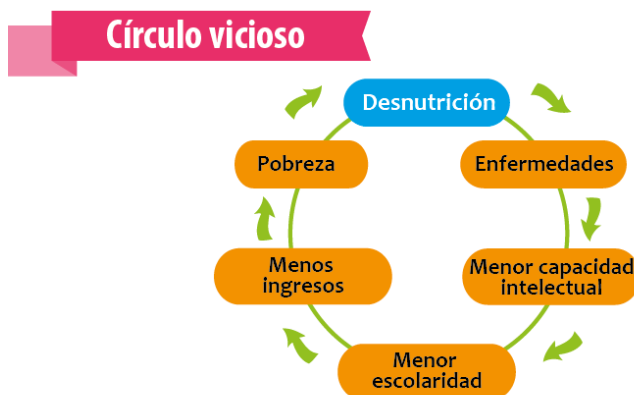 Círculo vicioso
Desnutrición
Enfermedades
Menor capacidad
intelectual
Menor
escolaridad
Menos
ingresos
Pobreza